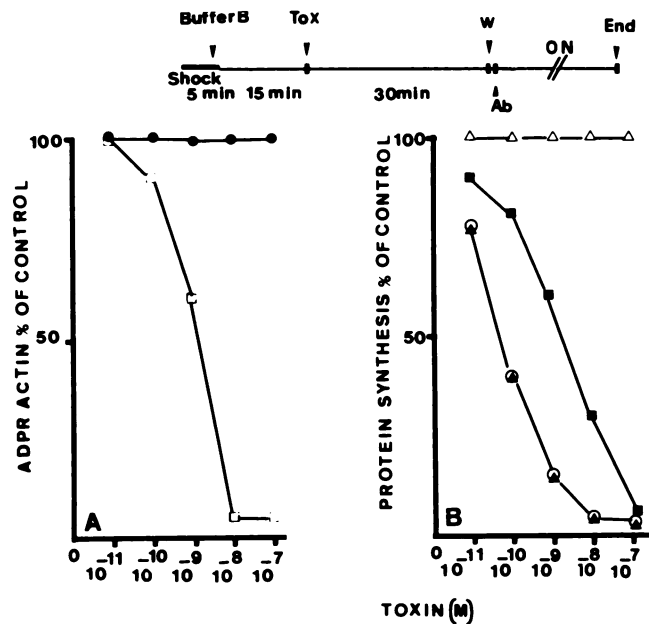 Buffer B Tox W End
ON
Shock
5 min 15 min 30min Ab
100
50
0
ADPR ACTIN % OF CONTROL
A
0 10^-11 10^-10 10^-9 10^-8 10^-7
100
50
PROTEIN SYNTHESIS % OF CONTROL
B
0 10^-11 10^-10 10^-9 10^-8 10^-7
TOXIN (M)